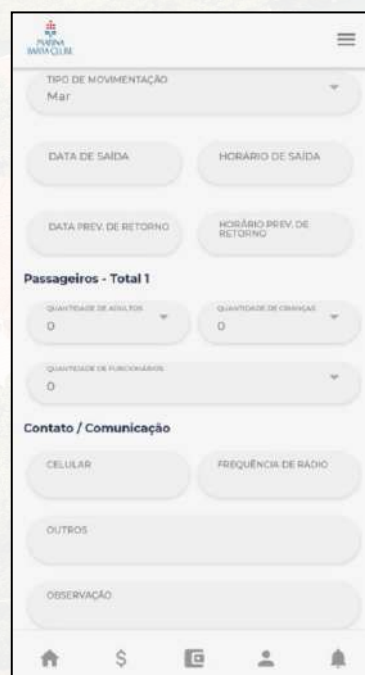 MARINA
TIPO DE MOVIMENTAÇÃO
Mar
DATA DE SAÍDA
HORÁRIO DE SAÍDA
DATA PREV. DE RETORNO
HORÁRIO PREV. DE
RETORNO
Passageiros - Total 1
QUANTIDADE DE ADULTOS
0
QUANTIDADE DE CRIANÇAS
0
QUANTIDADE DE FUNCIONÁRIOS
0
Contato / Comunicação
CELULAR
FREQUÊNCIA DE RÁDIO
OUTROS
OBSERVAÇÃO
$